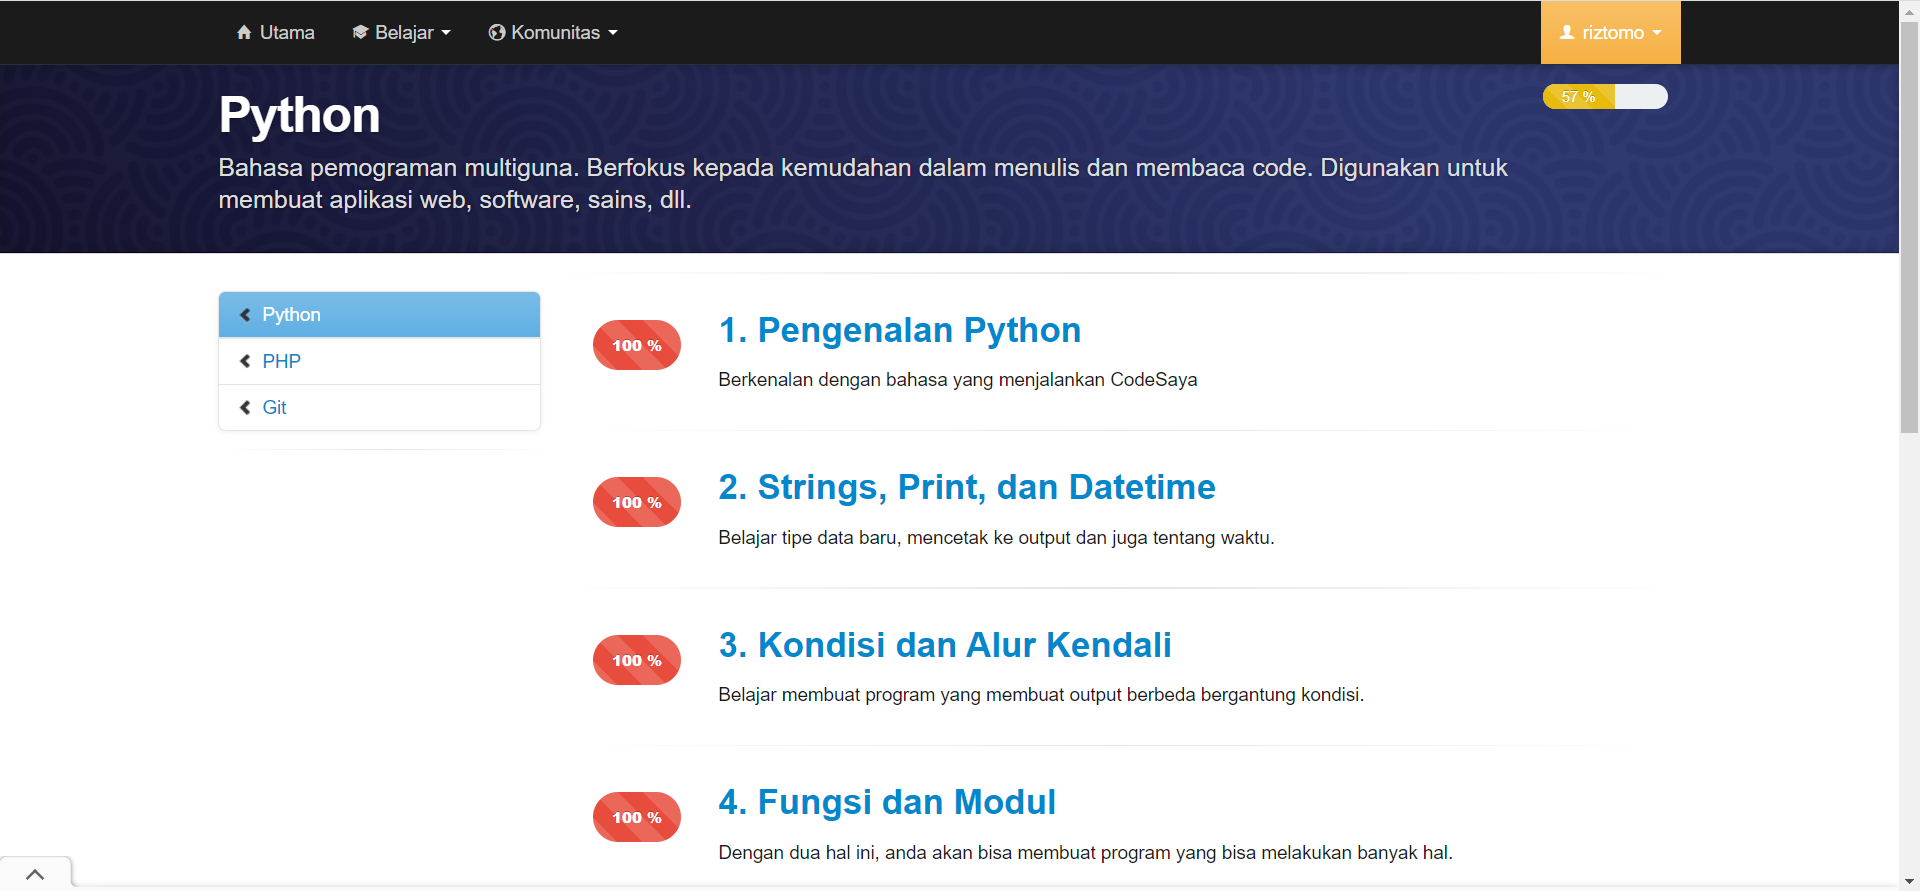 Utama Belajar Komunitas riztomo
Python
57 %
Bahasa pemograman multiguna. Berfokus kepada kemudahan dalam menulis dan membaca code. Digunakan untuk
membuat aplikasi web, software, sains, dll.
Python
PHP
Git
100 %
1. Pengenalan Python
Berkenalan dengan bahasa yang menjalankan CodeSaya
100 %
2. Strings, Print, dan Datetime
Belajar tipe data baru, mencetak ke output dan juga tentang waktu.
100 %
3. Kondisi dan Alur Kendali
Belajar membuat program yang membuat output berbeda bergantung kondisi.
100 %
4. Fungsi dan Modul
Dengan dua hal ini, anda akan bisa membuat program yang bisa melakukan banyak hal.